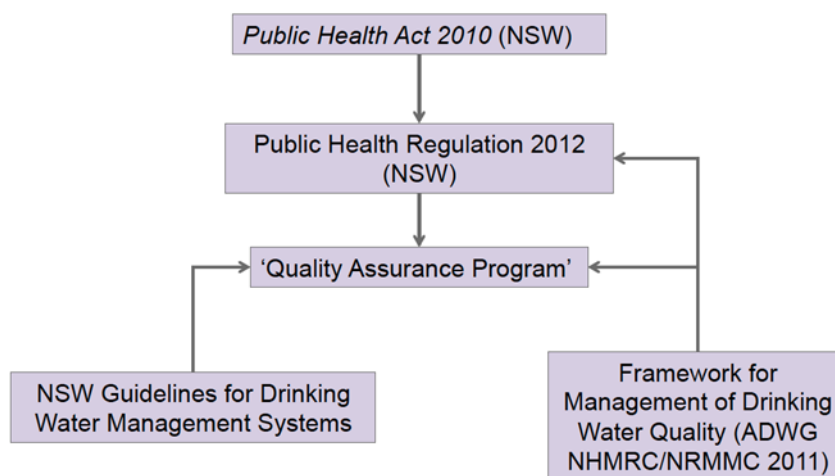 Public Health Act 2010 (NSW)
Public Health Regulation 2012
(NSW)
‘Quality Assurance Program’
NSW Guidelines for Drinking
Water Management Systems
Framework for
Management of Drinking
Water Quality (ADWG
NHMRC/NRMMC 2011)